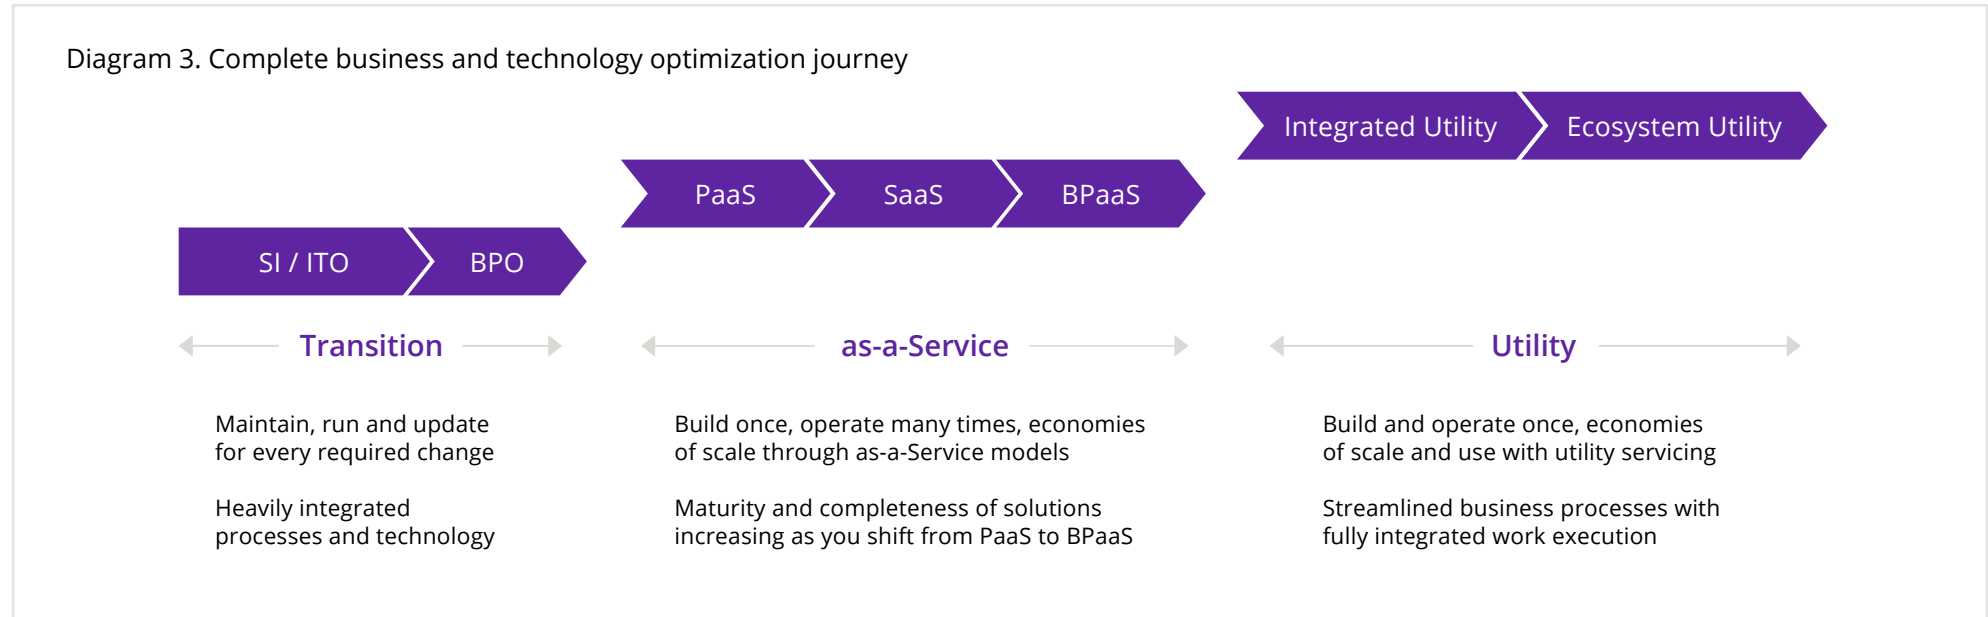 Diagram 3. Complete business and technology optimization journey
Integrated Utility
Ecosystem Utility
PaaS
SaaS
BPaaS
SI / ITO
BPO
Transition
as-a-Service
Utility
Maintain, run and update
for every required change
Heavily integrated
processes and technology
Build once, operate many times, economies
of scale through as-a-Service models
Maturity and completeness of solutions
increasing as you shift from PaaS to BPaaS
Build and operate once, economies
of scale and use with utility servicing
Streamlined business processes with
fully integrated work execution